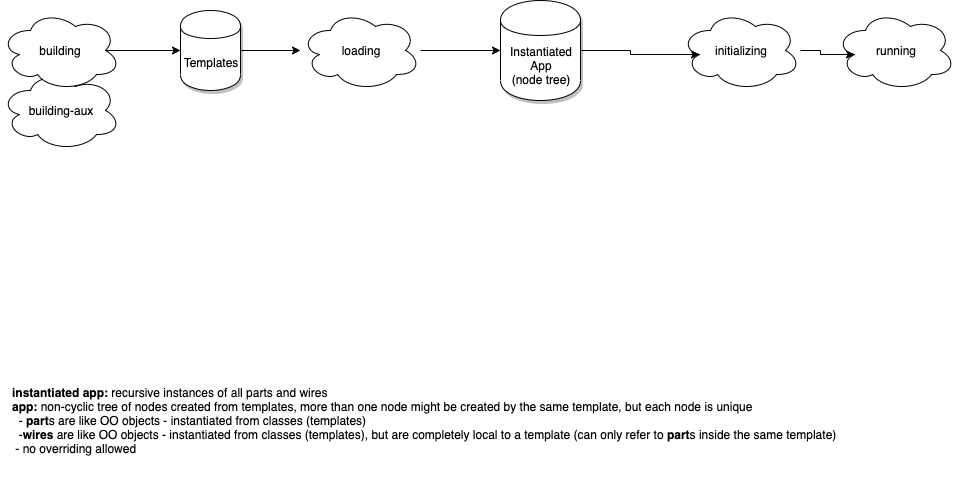 building
building-aux
Templates
loading
Instantiated
App
(node tree)
initializing
running
instantiated app: recursive instances of all parts and wires
app: non-cyclic tree of nodes created from templates, more than one node might be created by the same template, but each node is unique
- parts are like OO objects - instantiated from classes (templates)
-wires are like OO objects - instantiated from classes (templates), but are completely local to a template (can only refer to parts inside the same template)
- no overriding allowed